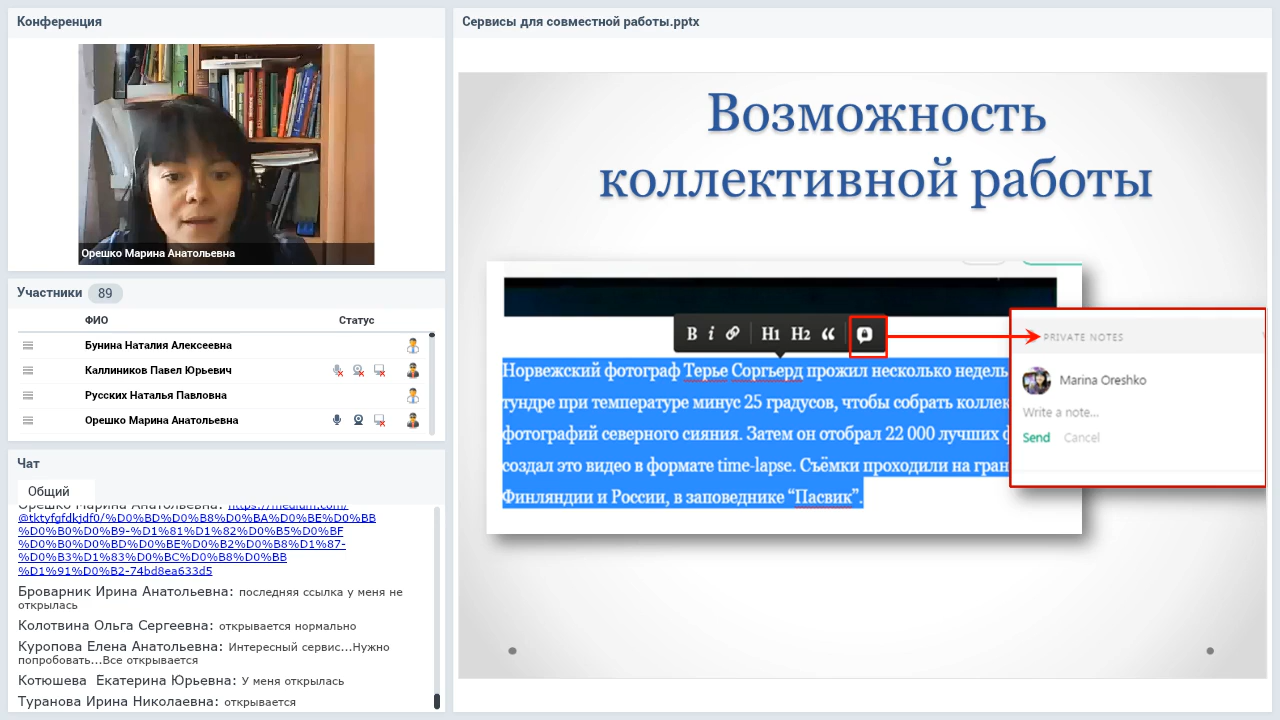 Конференция
Орешко Марина Анатольевна
Участники 89
ФИО Статус
Бунина Наталия Алексеевна
Каллиников Павел Юрьевич
Русских Наталья Павловна
Орешко Марина Анатольевна
Чат
Общий
Орешко Марина Анатольевна: https://medium.com/
@tktyfgfdkjdf0/%D0%BD%D0%B8%D0%BA%D0%BE%D0%BB
%D0%B0%D0%B9-%D1%81%D1%82%D0%B5%D0%BF
%D0%B0%D0%BD%D0%BE%D0%B2%D0%B8%D1%87-
%D0%B3%D1%83%D0%BC%D0%B8%D0%BB
%D1%91%D0%B2-74bd8ea633d5
Броварник Ирина Анатольевна: последняя ссылка у меня не
открылась
Колотвина Ольга Сергеевна: открывается нормально
Куропова Елена Анатольевна: Интересный сервис...Нужно
попробовать...Все открывается
Котюшева Екатерина Юрьевна: У меня открылась
Туранова Ирина Николаевна: открывается
Сервисы для совместной работы.pptx
Возможность
коллективной работы
B i H1 H2 “
Норвежский фотограф Терье Соргьерд прожил несколько недель
тундре при температуре минус 25 градусов, чтобы собрать коллек
фотографий северного сияния. Затем он отобрал 22 000 лучших ф
создал это видео в формате time-lapse. Съёмки проходили на гран
Финляндии и России, в заповеднике “Пасвик”.
PRIVATE NOTES
Marina Oreshko
Write a note...
Send Cancel